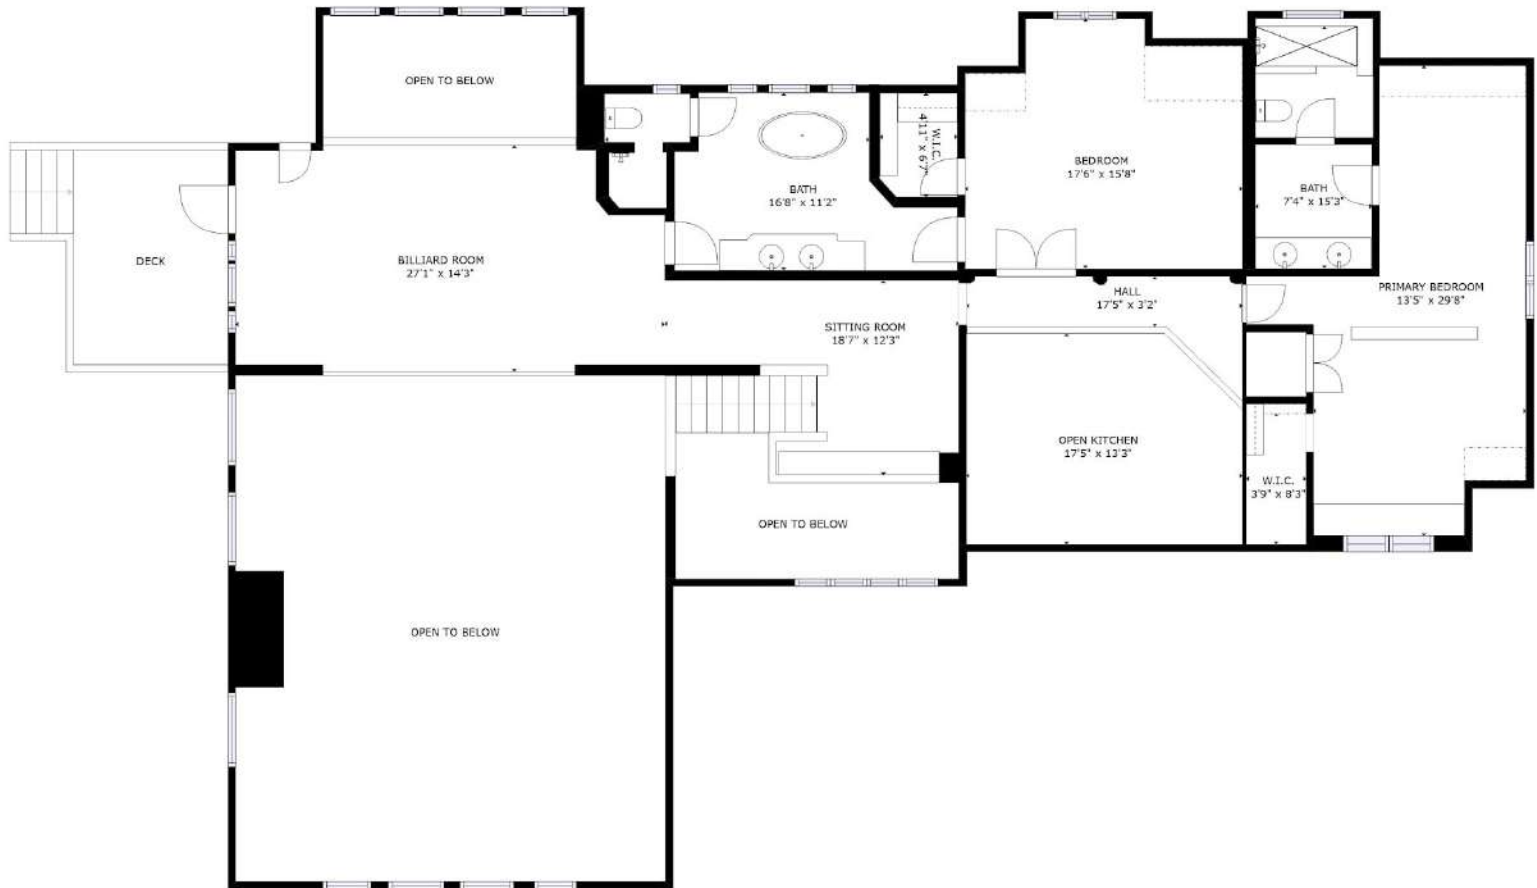 OPEN TO BELOW
DECK
BILLIARD ROOM
27'1" x 14'3"
BATH
16'8" x 11'2"
W.I.C.
4'11" x 6'7"
BEDROOM
17'6" x 15'8"
BATH
7'4" x 15'3"
PRIMARY BEDROOM
13'5" x 29'8"
HALL
17'5" x 3'2"
SITTING ROOM
18'7" x 12'3"
OPEN KITCHEN
17'5" x 13'3"
W.I.C.
3'9" x 8'3"
OPEN TO BELOW
OPEN TO BELOW